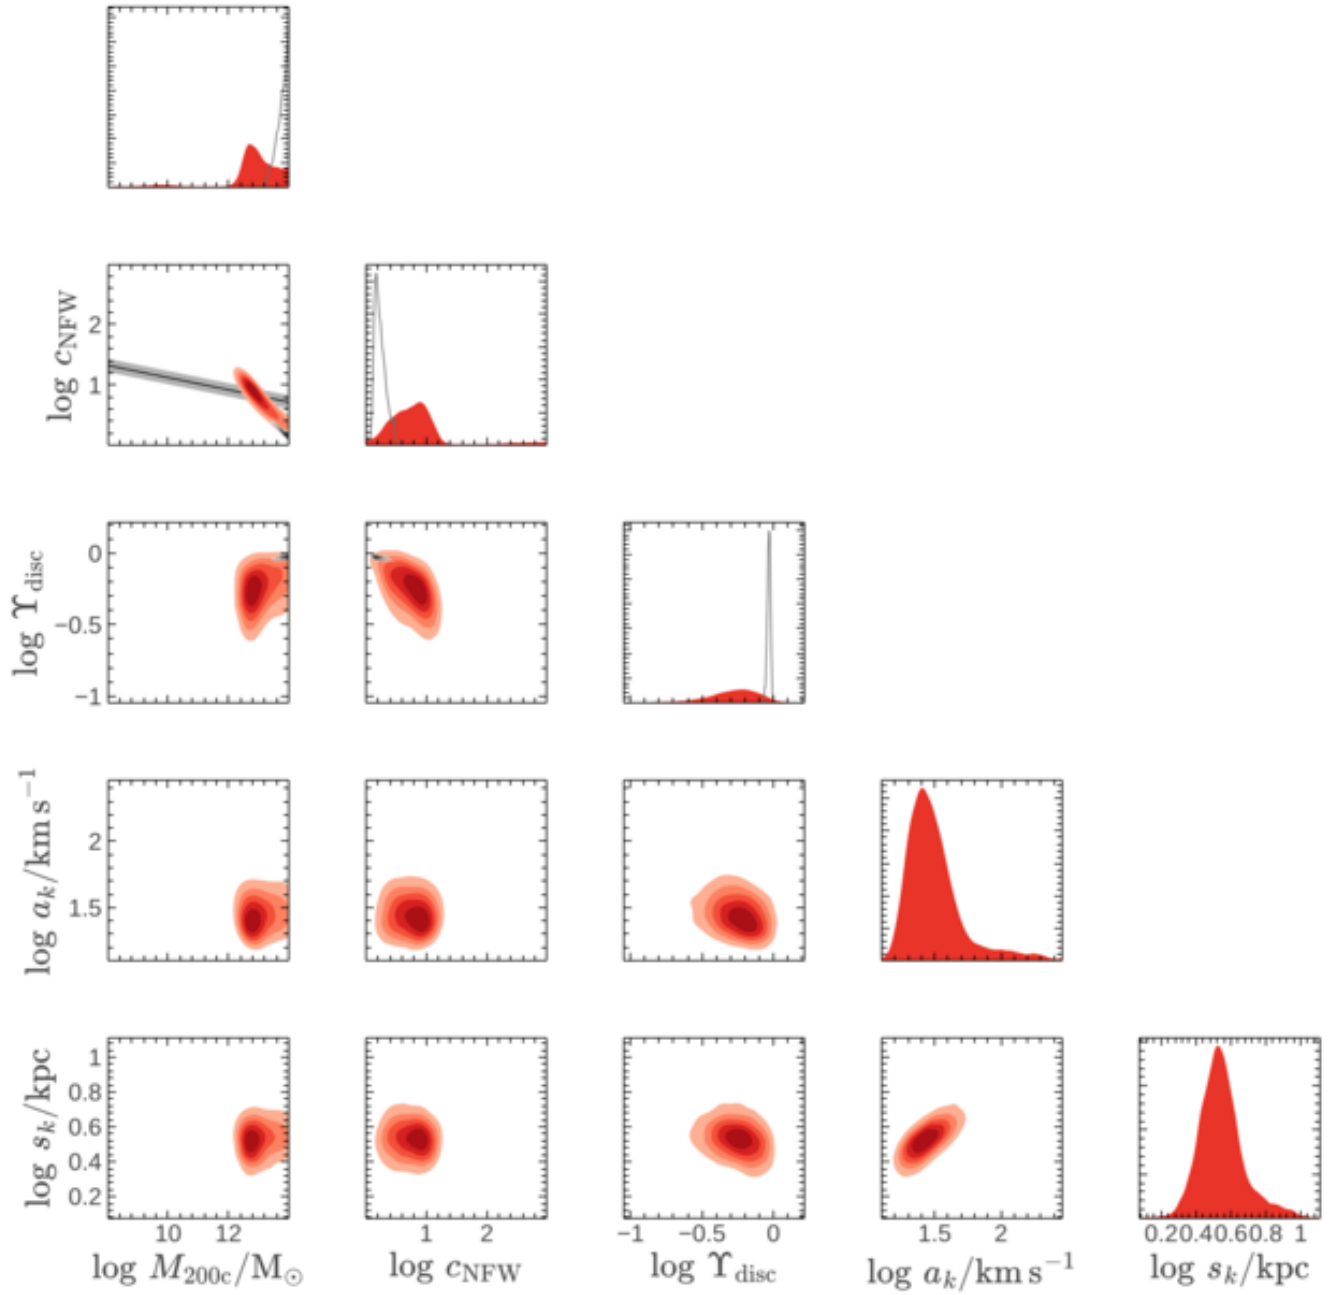 log c_NFW
2
1
log ϒ_disc
0
−0.5
−1
log a_k/km s⁻¹
2
1.5
log s_k/kpc
1
0.8
0.6
0.4
0.2
10 12
1 2
−1 −0.5 0
1.5 2
0.20.40.60.8 1
log M_200c/M_⊙
log c_NFW
log ϒ_disc
log a_k/km s⁻¹
log s_k/kpc